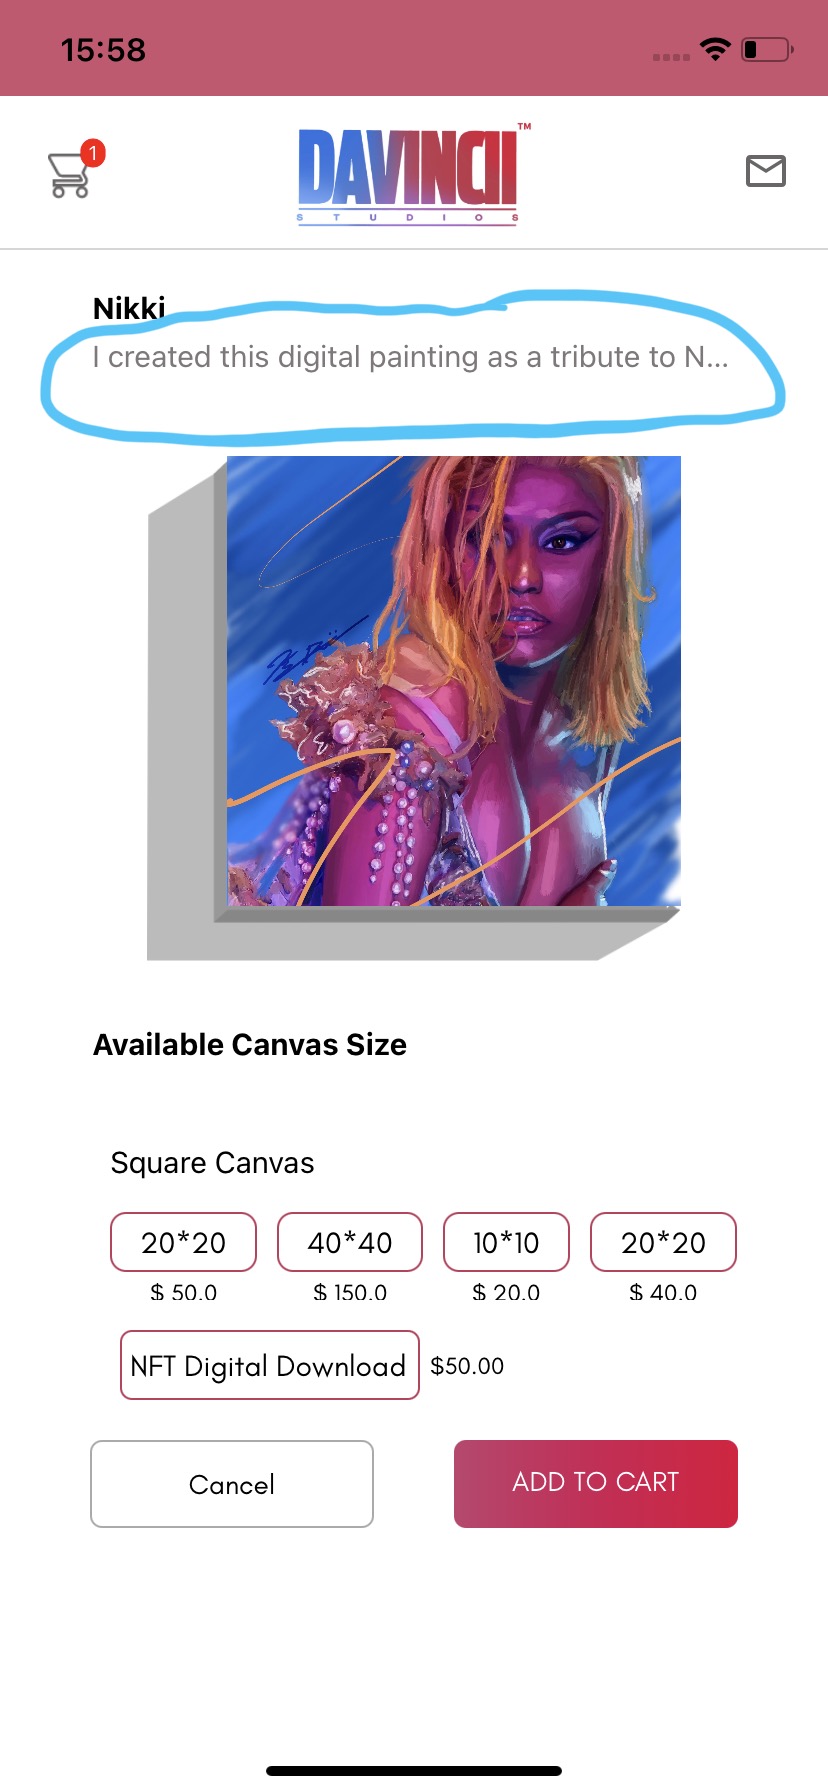 15:58
1
DAVINCII™
STUDIOS
Nikki
I created this digital painting as a tribute to N...
Available Canvas Size
Square Canvas
20*20 40*40 10*10 20*20
$ 50.0 $ 150.0 $ 20.0 $ 40.0
NFT Digital Download $50.00
Cancel ADD TO CART